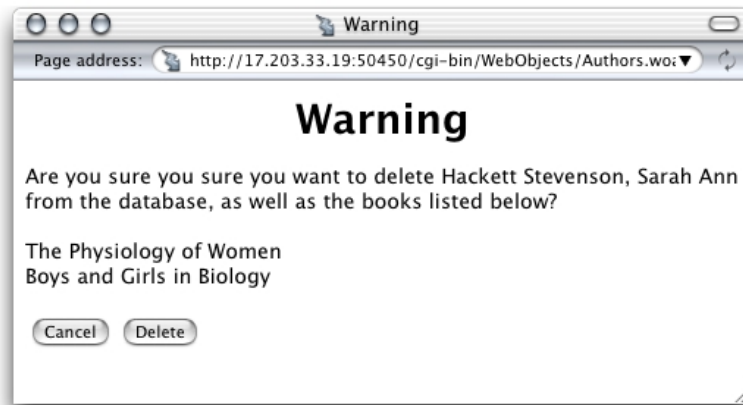 Warning
Page address: http://17.203.33.19:50450/cgi-bin/WebObjects/Authors.wo
Warning
Are you sure you sure you want to delete Hackett Stevenson, Sarah Ann
from the database, as well as the books listed below?
The Physiology of Women
Boys and Girls in Biology
Cancel Delete